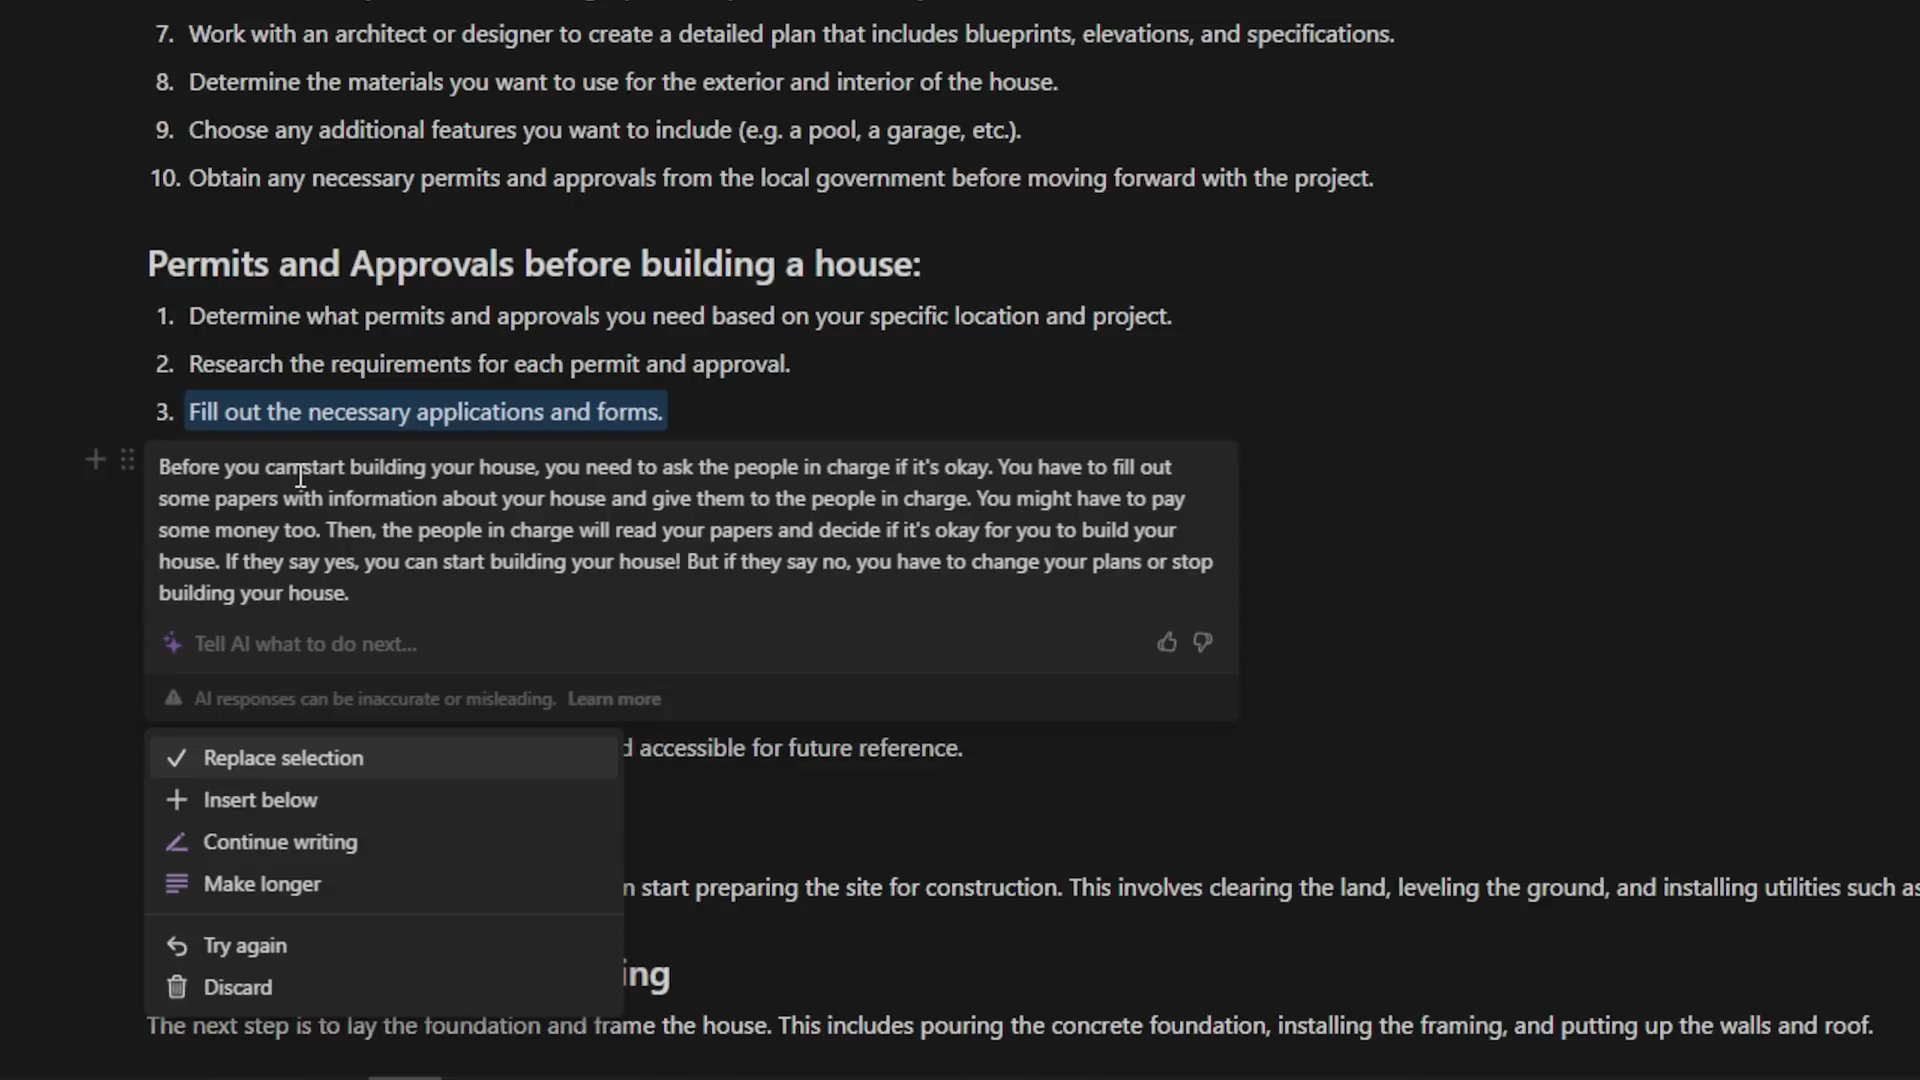 7. Work with an architect or designer to create a detailed plan that includes blueprints, elevations, and specifications.
8. Determine the materials you want to use for the exterior and interior of the house.
9. Choose any additional features you want to include (e.g. a pool, a garage, etc.).
10. Obtain any necessary permits and approvals from the local government before moving forward with the project.
Permits and Approvals before building a house:
1. Determine what permits and approvals you need based on your specific location and project.
2. Research the requirements for each permit and approval.
3. Fill out the necessary applications and forms.
Before you can start building your house, you need to ask the people in charge if it's okay. You have to fill out
some papers with information about your house and give them to the people in charge. You might have to pay
some money too. Then, the people in charge will read your papers and decide if it's okay for you to build your
house. If they say yes, you can start building your house! But if they say no, you have to change your plans or stop
building your house.
Tell AI what to do next...
AI responses can be inaccurate or misleading. Learn more
Replace selection
accessible for future reference.
Insert below
Continue writing
Make longer
n start preparing the site for construction. This involves clearing the land, leveling the ground, and installing utilities such as
Try again
ing
Discard
The next step is to lay the foundation and frame the house. This includes pouring the concrete foundation, installing the framing, and putting up the walls and roof.